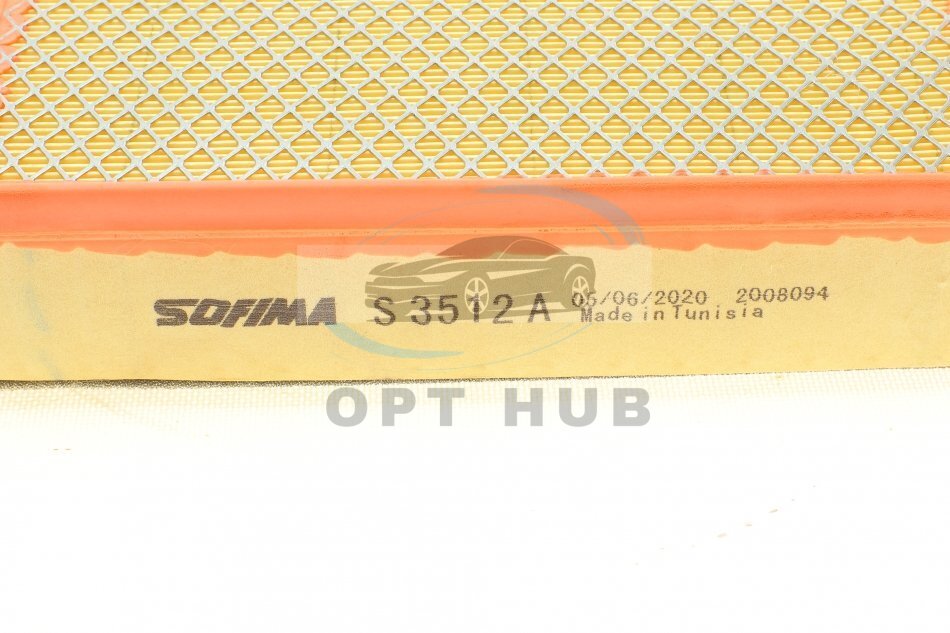 SOFIMA S 3512 A 05/06/2020 2008094
Made in Tunisia
OPT HUB